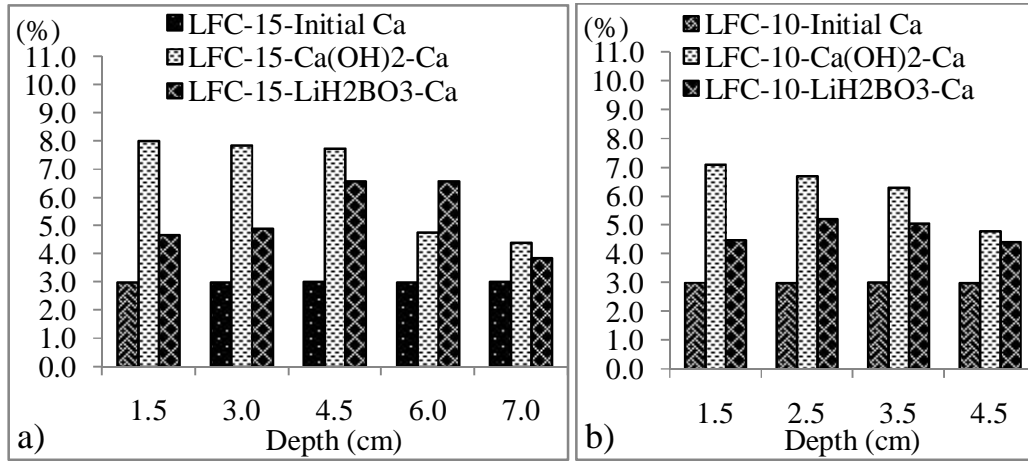 (%)
LFC-15-Initial Ca
LFC-15-Ca(OH)2-Ca
LFC-15-LiH2BO3-Ca
11.0
10.0
9.0
8.0
7.0
6.0
5.0
4.0
3.0
2.0
1.0
0.0
1.5 3.0 4.5 6.0 7.0
a) Depth (cm)
(%)
LFC-10-Initial Ca
LFC-10-Ca(OH)2-Ca
LFC-10-LiH2BO3-Ca
11.0
10.0
9.0
8.0
7.0
6.0
5.0
4.0
3.0
2.0
1.0
0.0
1.5 2.5 3.5 4.5
b) Depth (cm)